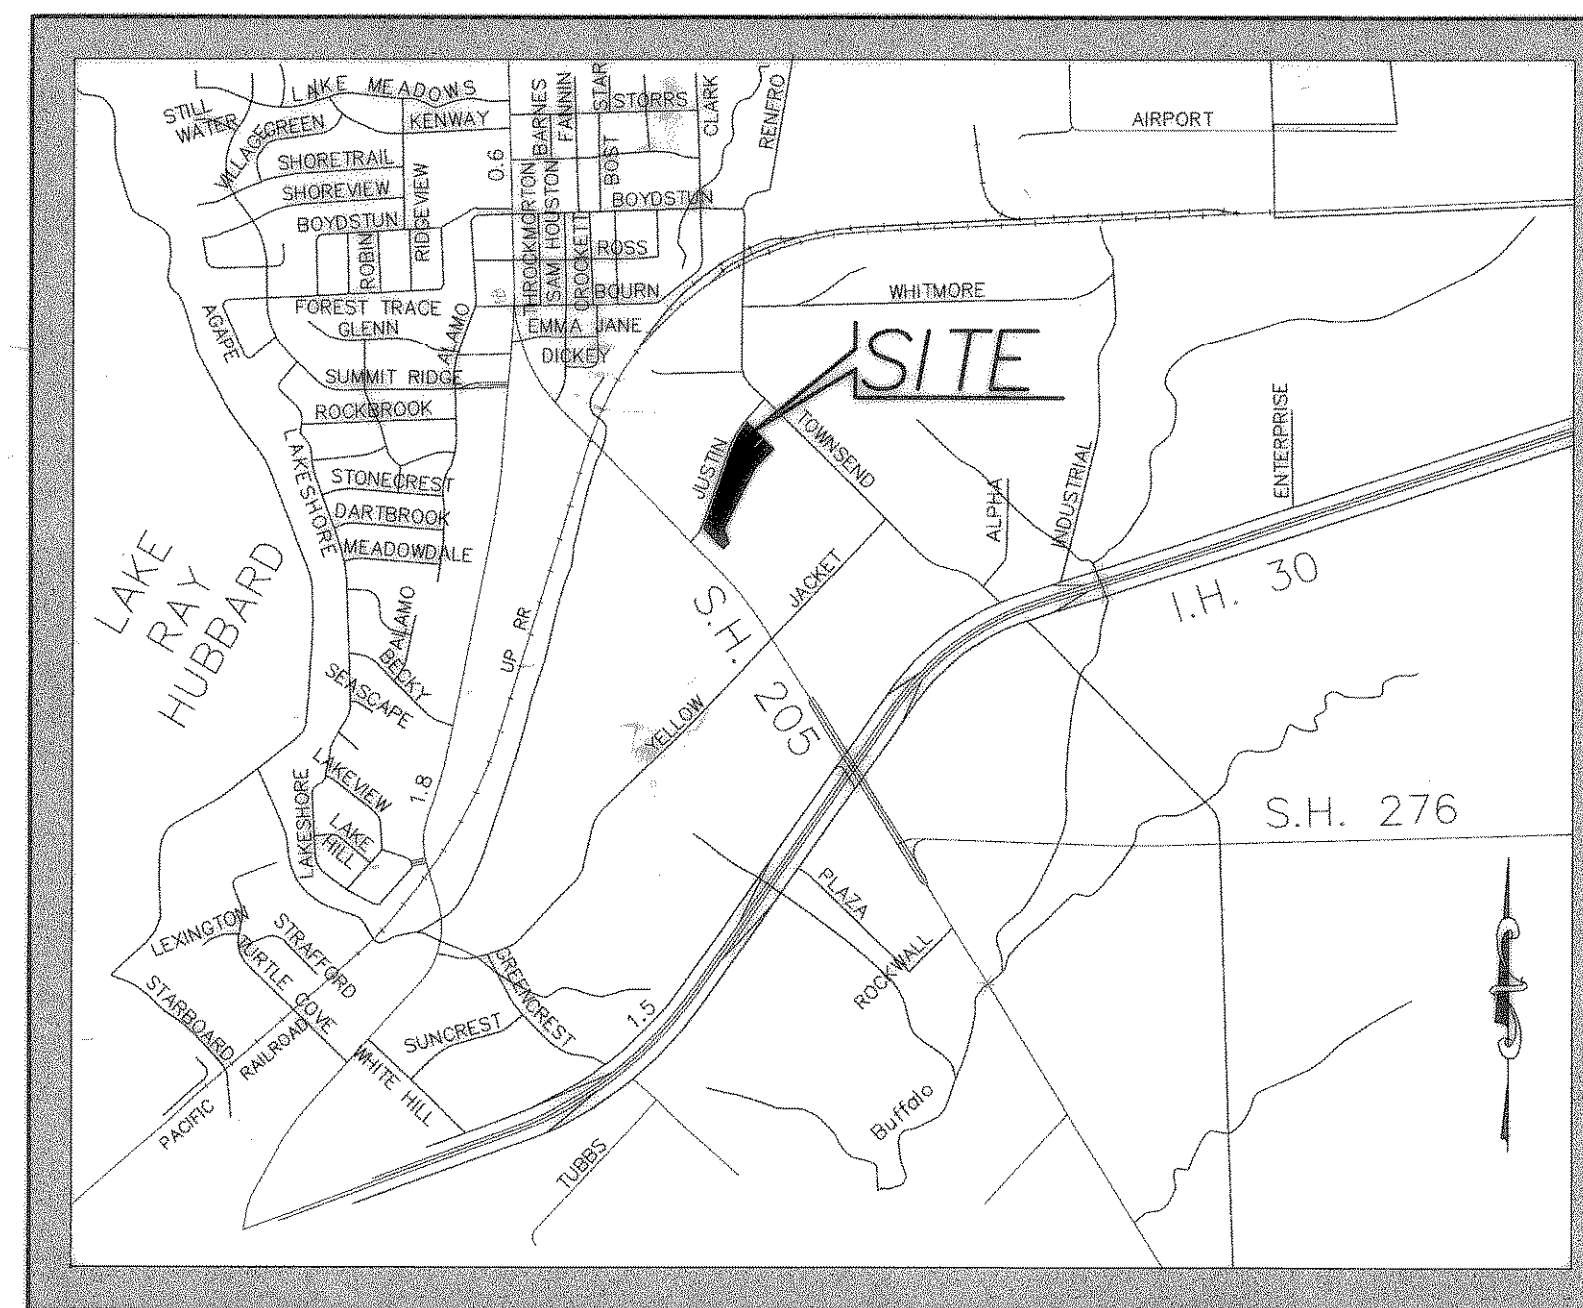 LAKE MEADOWS
STILL
WATER
VILLAGEGREEN
KENWAY
SHORETRAIL
SHOREVIEW
BOYDSTUN
RIDGEVIEW
ROBIN
0.6
THROCKMORTON
BARNES
SAM HOUSTON
FANNIN
CROCKETT
STAR
STORRS
BOST
CLARK
RENFRO
BOYDSTUN
ROSS
BOURN
EMMA JANE
DICKEY
AIRPORT
WHITMORE
SITE
AGAPE
FOREST TRACE
GLENN
ALAMO
SUMMIT RIDGE
ROCKBROOK
LAKESHORE
STONECREST
DARTBROOK
MEADOWDALE
JUSTIN
TOWNSEND
ALPHA
INDUSTRIAL
ENTERPRISE
LAKE
RAY
HUBBARD
ALAMO
BECKY
SEASCAPE
UP RR
S.H. 205
YELLOW JACKET
I.H. 30
LAKEVIEW
LAKESHORE
LAKE
HILL
1.8
S.H. 276
PLAZA
ROCKWALL
LEXINGTON
STRAFFORD
TURTLE COVE
STARBOARD
PACIFIC RAILROAD
GREENCREST
SUNCREST
WHITE HILL
1.5
TUBBS
Buffalo